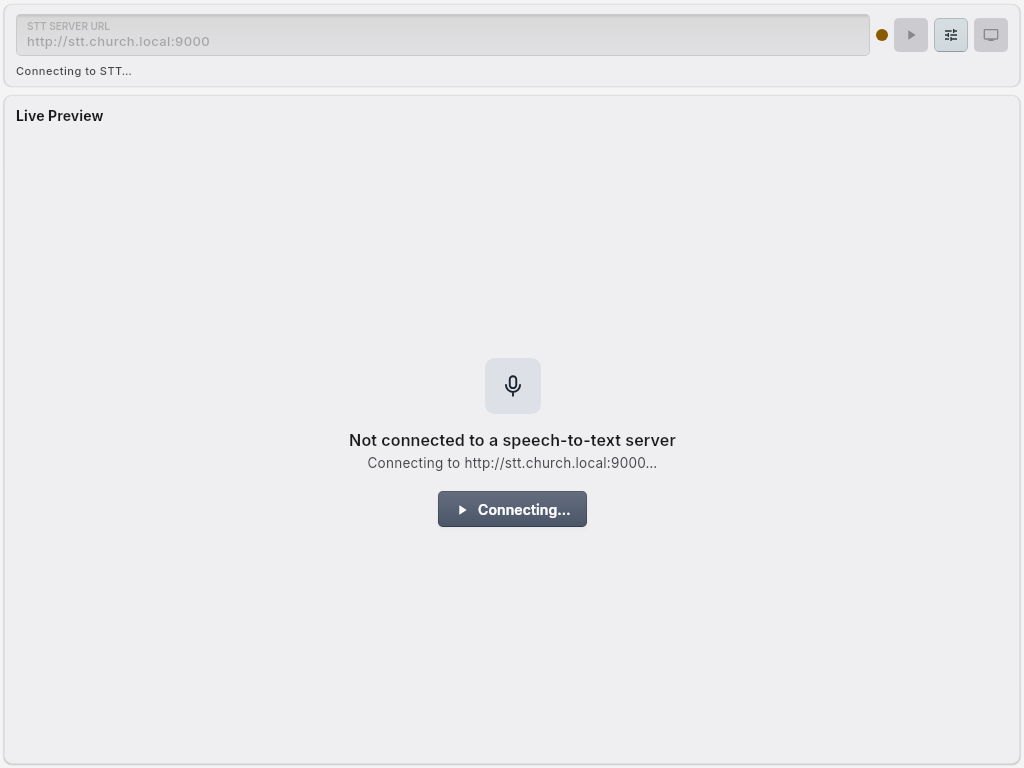 STT SERVER URL
http://stt.church.local:9000
Connecting to STT...
Live Preview
Not connected to a speech-to-text server
Connecting to http://stt.church.local:9000...
Connecting...